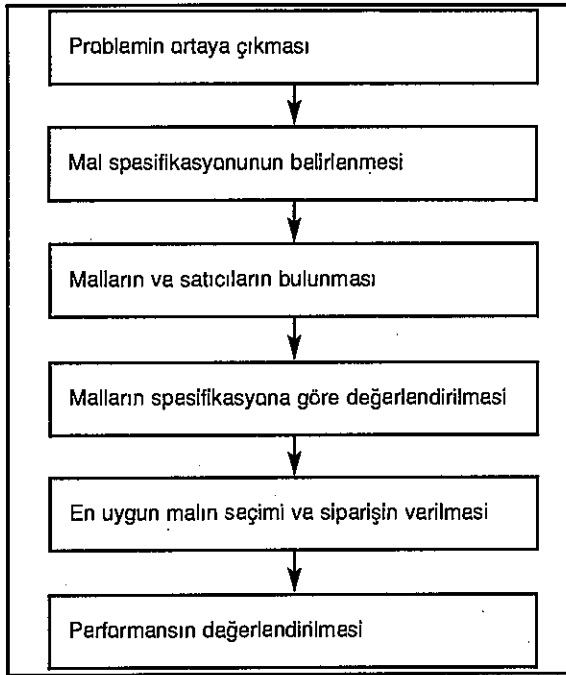 Problemin ortaya çıkması
Mal spesifikasyonunun belirlenmesi
Malların ve satıcıların bulunması
Malların spesifikasyona göre değerlendirilmesi
En uygun malın seçimi ve siparişin verilmesi
Performansın değerlendirilmesi